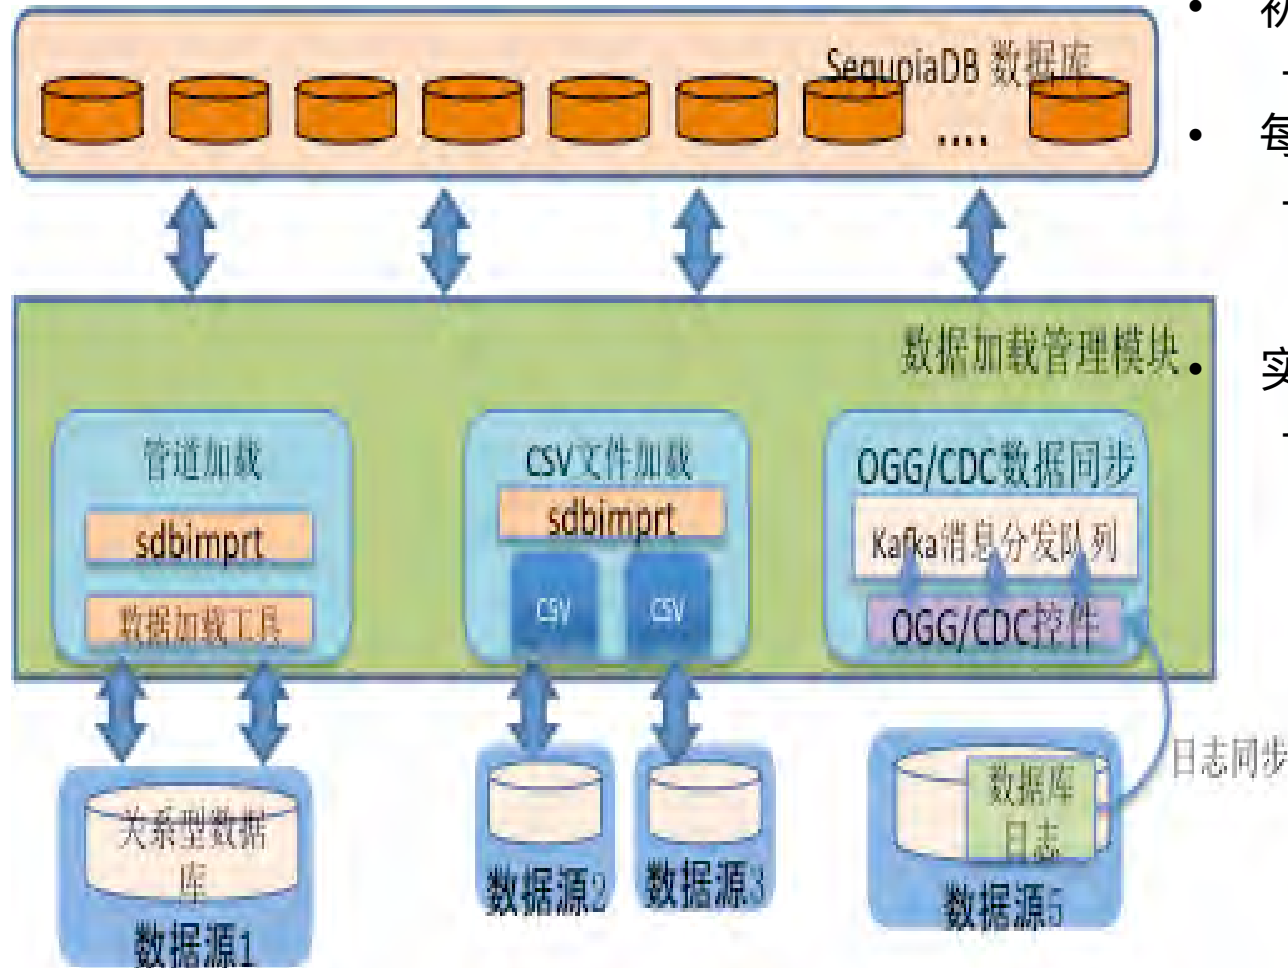 SequoiaDB 数据库
....
数据加载管理模块
管道加载
sdbimprt
数据加载工具
CSV文件加载
sdbimprt
CSV
CSV
OGG/CDC数据同步
Kafka消息分发队列
OGG/CDC控件
关系型数据
库
数据源1
数据源2
数据源3
数据库
日志
数据源5
日志同步
• 初
-
• 每
-
• 实
-